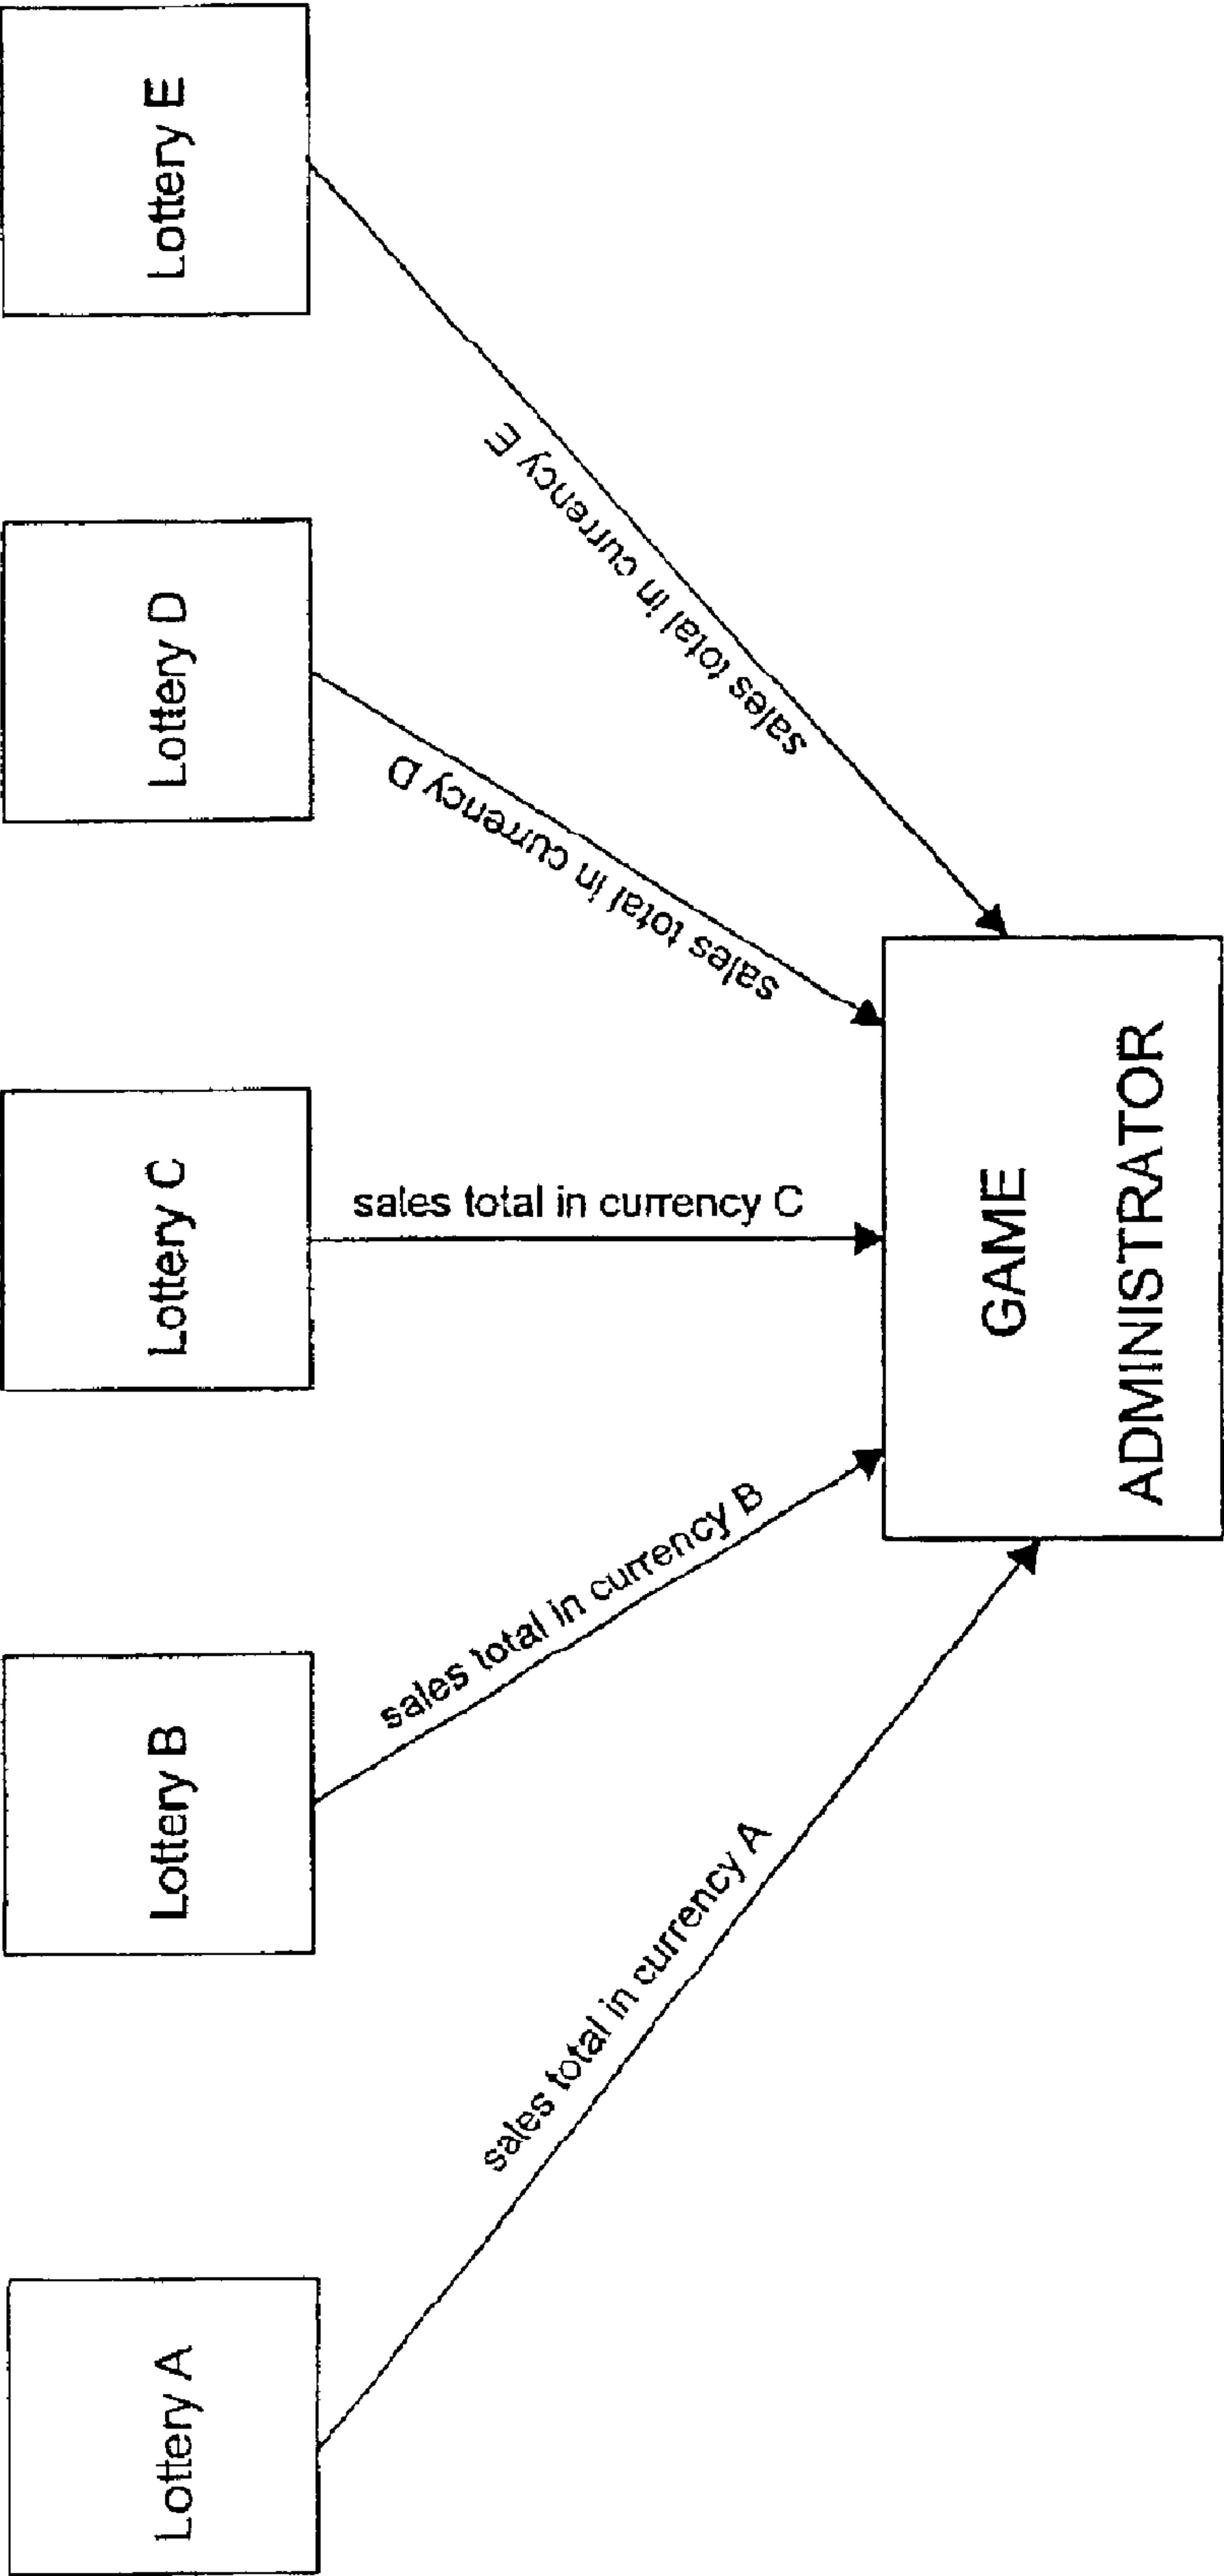 Lottery A
Lottery B
Lottery C
Lottery D
Lottery E
sales total in currency A
sales total in currency B
sales total in currency C
sales total in currency D
sales total in currency E
GAME
ADMINISTRATOR